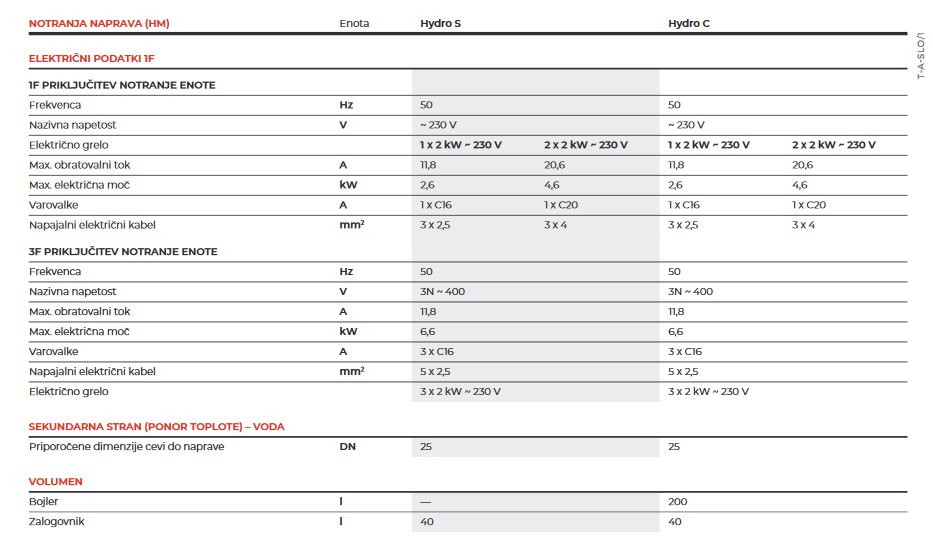 NOTRANJA NAPRAVA (HM) Enota Hydro S Hydro C
T-A-SLO/1
ELEKTRIČNI PODATKI 1F
1F PRIKLJUČITEV NOTRANJE ENOTE
Frekvenca Hz 50 50
Nazivna napetost V ~ 230 V ~ 230 V
Električno grelo 1 x 2 kW ~ 230 V 2 x 2 kW ~ 230 V 1 x 2 kW ~ 230 V 2 x 2 kW ~ 230 V
Max. obratovalni tok A 11,8 20,6 11,8 20,6
Max. električna moč kW 2,6 4,6 2,6 4,6
Varovalke A 1 x C16 1 x C20 1 x C16 1 x C20
Napajalni električni kabel mm² 3 x 2,5 3 x 4 3 x 2,5 3 x 4
3F PRIKLJUČITEV NOTRANJE ENOTE
Frekvenca Hz 50 50
Nazivna napetost V 3N ~ 400 3N ~ 400
Max. obratovalni tok A 11,8 11,8
Max. električna moč kW 6,6 6,6
Varovalke A 3 x C16 3 x C16
Napajalni električni kabel mm² 5 x 2,5 5 x 2,5
Električno grelo 3 x 2 kW ~ 230 V 3 x 2 kW ~ 230 V
SEKUNDARNA STRAN (PONOR TOPLOTE) – VODA
Priporočene dimenzije cevi do naprave DN 25 25
VOLUMEN
Bojler l — 200
Zalogovnik l 40 40